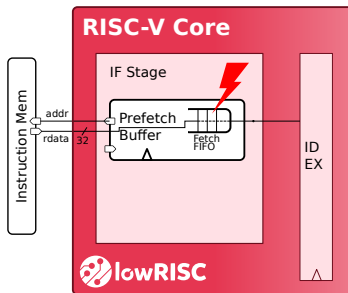 RISC-V Core
IF Stage
Instruction Mem
addr
rdata
32
Prefetch
Buffer
Fetch
FIFO
ID
EX
lowRISC